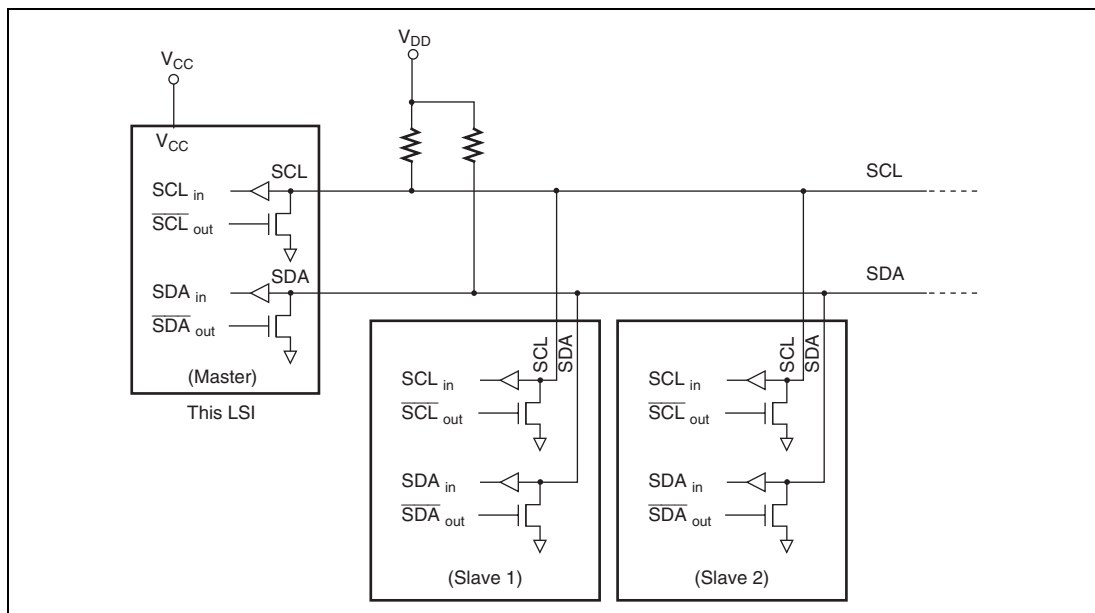 VDD
VCC
VCC
SCL
SCL
SCL in
SCL out
SDA
SDA
SDA in
SDA out
(Master)
This LSI
SCL
SDA
SCL in
SCL out
SDA in
SDA out
(Slave 1)
SCL
SDA
SCL in
SCL out
SDA in
SDA out
(Slave 2)